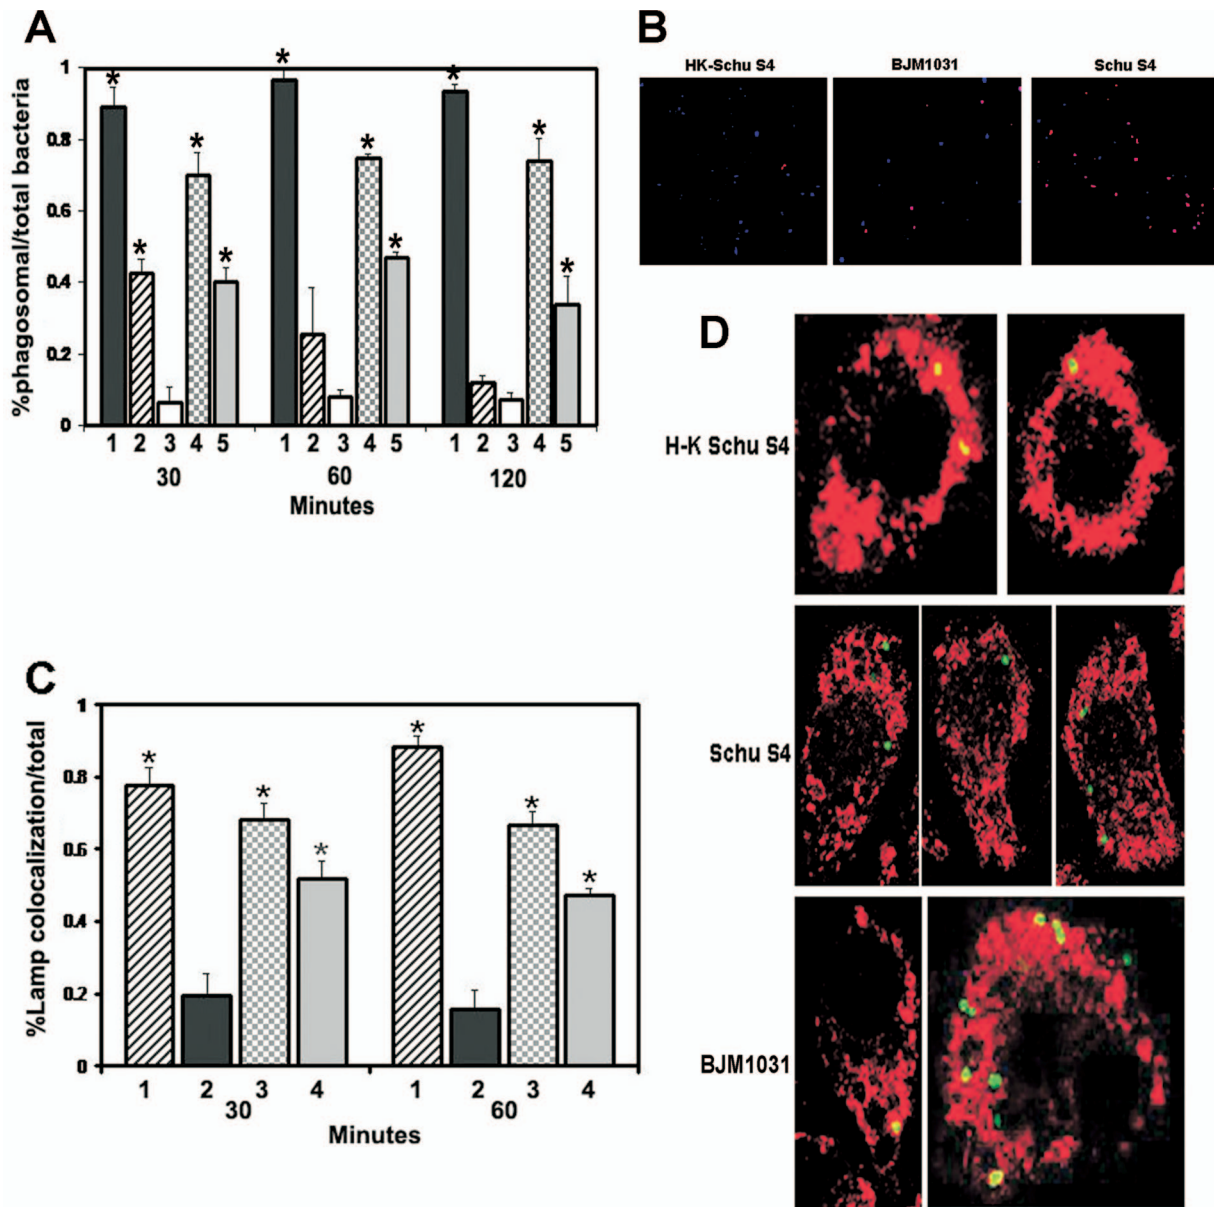 A
%phagosomal/total bacteria
1
0.8
0.6
0.4
0.2
0
* * * * * * * * * * *
1 2 3 4 5 1 2 3 4 5 1 2 3 4 5
30 60 120
Minutes
B
HK-Schu S4 BJM1031 Schu S4
C
%Lamp colocalization/total
1
0.8
0.6
0.4
0.2
0
* * * * * *
1 2 3 4 1 2 3 4
30 60
Minutes
D
H-K Schu S4
Schu S4
BJM1031